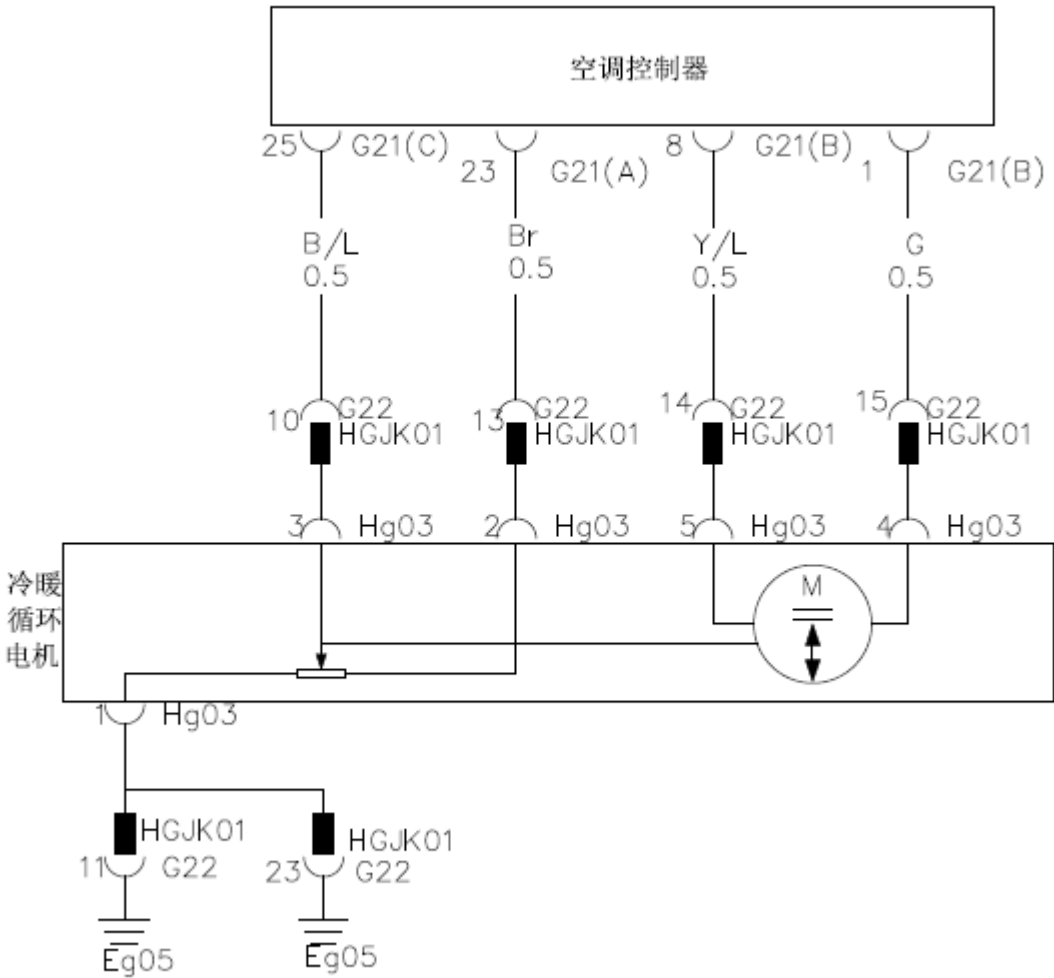 空调控制器
25 G21(C)
23 G21(A)
8 G21(B)
1 G21(B)
B/L
0.5
Br
0.5
Y/L
0.5
G
0.5
10 G22
HGJK01
13 G22
HGJK01
14 G22
HGJK01
15 G22
HGJK01
3 Hg03
2 Hg03
5 Hg03
4 Hg03
冷暖
循环
电机
M
1 Hg03
HGJK01
11 G22
HGJK01
23 G22
Eg05
Eg05